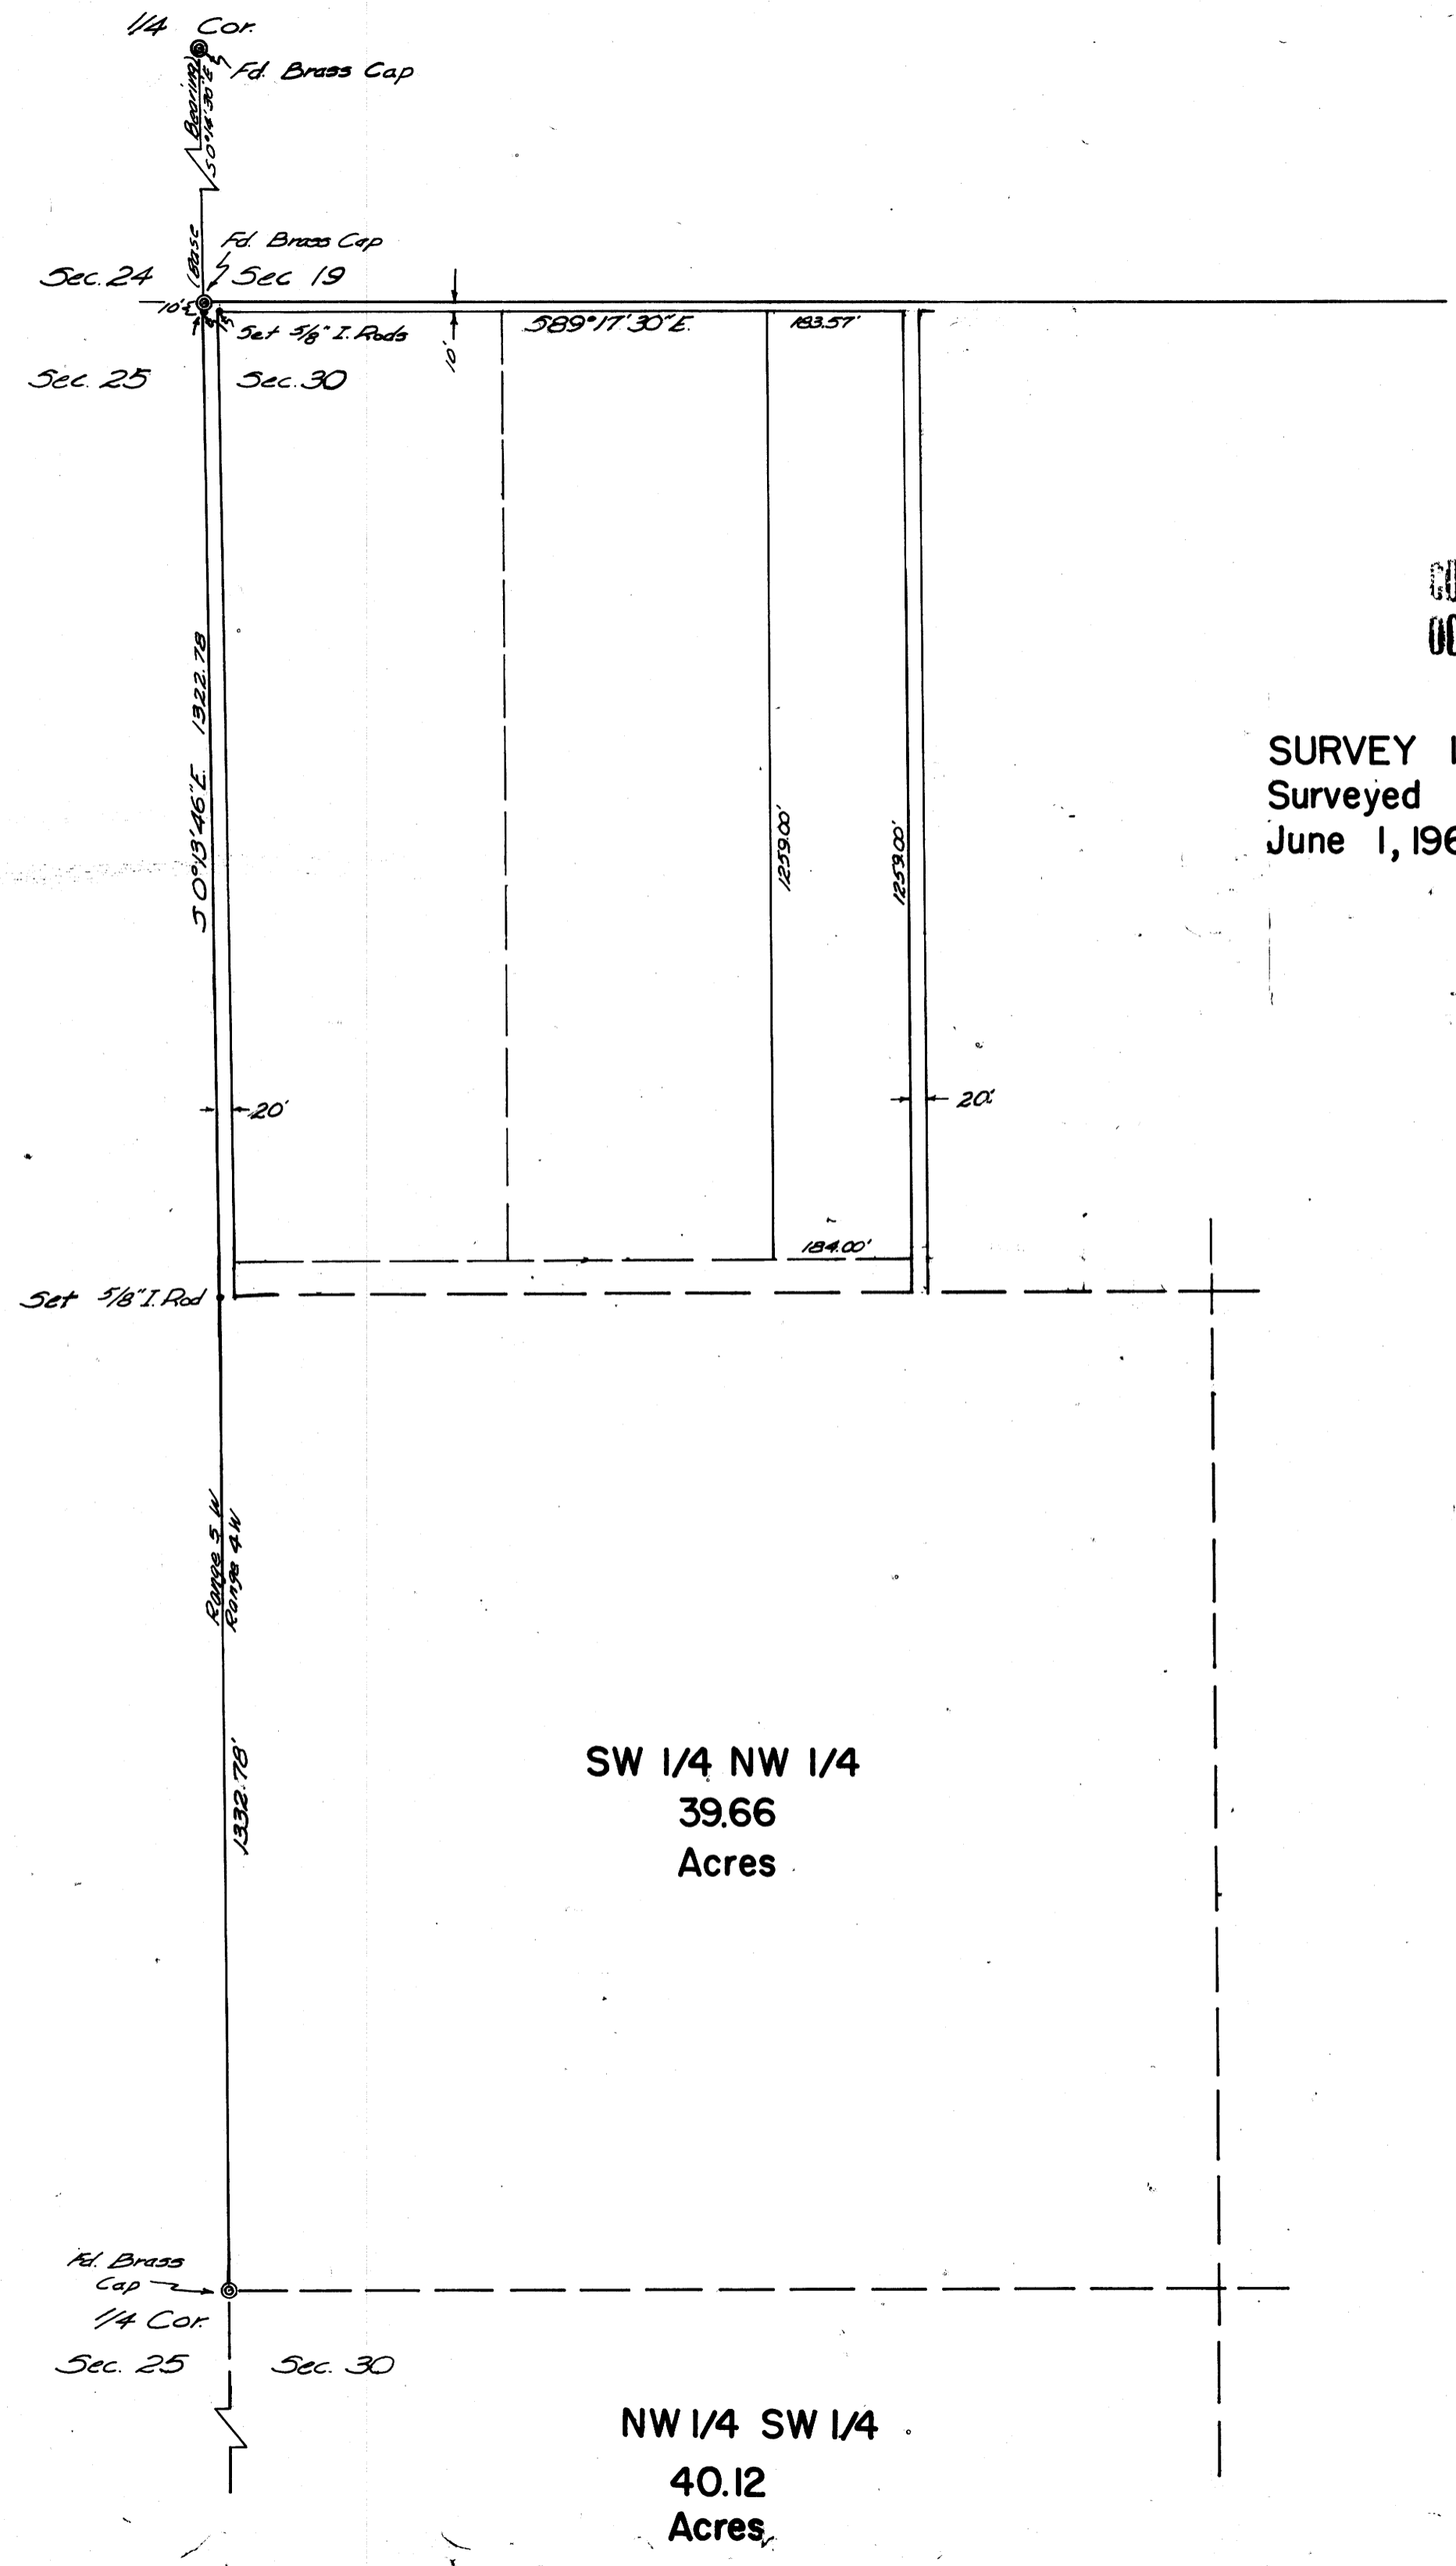 1/4 Cor.
Fd. Brass Cap
(Base Bearing)
S0°14'30"E
Fd. Brass Cap
Sec. 24
Sec 19
10'
Set 5/8" I. Rods
10'
S89°17'30"E
183.57'
Sec. 25
Sec. 30
S 0°13'46"E 1322.78
1259.00'
1259.00'
SURVEY
Surveyed
June 1, 196
20'
20'
184.00'
Set 5/8" I. Rod
Range 5 W
Range 4 W
1332.78'
SW 1/4 NW 1/4
39.66
Acres
Fd. Brass
Cap
1/4 Cor.
Sec. 25
Sec. 30
NW 1/4 SW 1/4
40.12
Acres